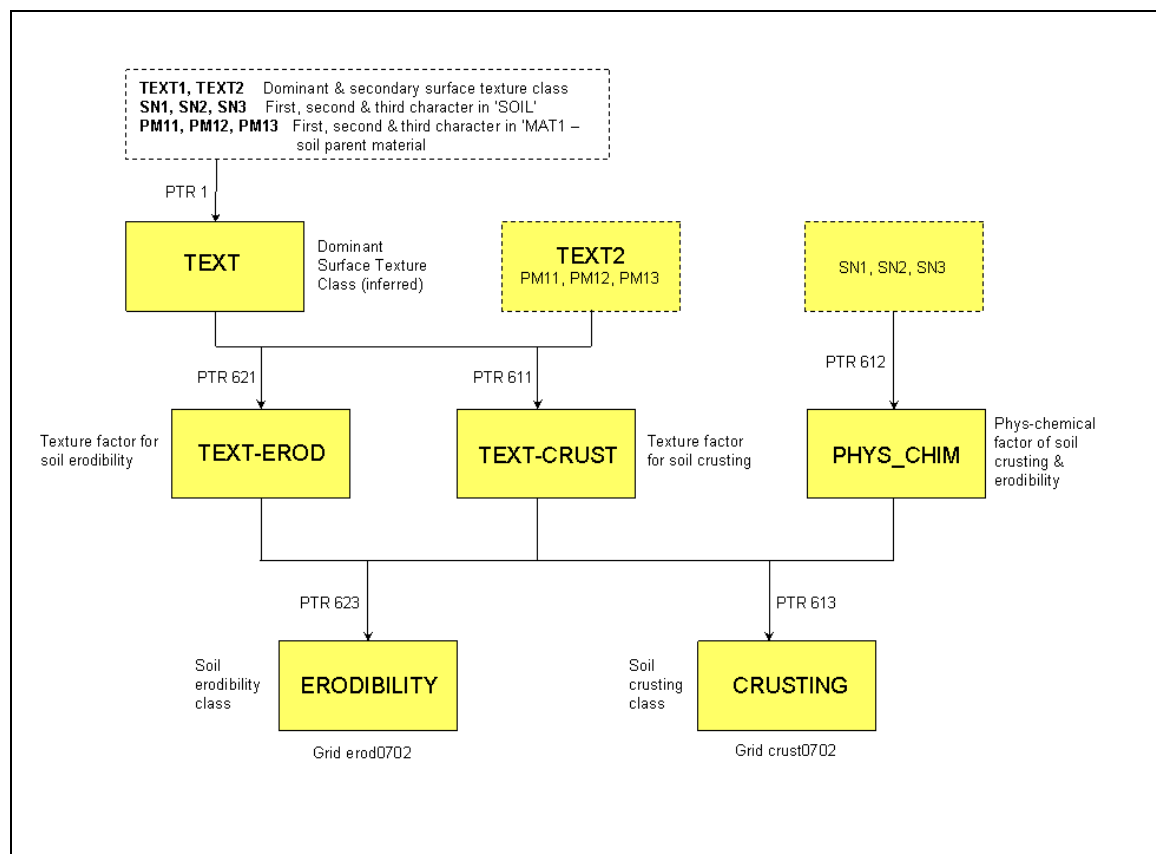 TEXT1, TEXT2 Dominant & secondary surface texture class
SN1, SN2, SN3 First, second & third character in 'SOIL'
PM11, PM12, PM13 First, second & third character in 'MAT1 –
soil parent material
PTR 1
TEXT
Dominant
Surface Texture
Class (inferred)
TEXT2
PM11, PM12, PM13
SN1, SN2, SN3
PTR 621
PTR 611
PTR 612
Texture factor for
soil erodibility
TEXT-EROD
TEXT-CRUST
Texture factor
for soil crusting
PHYS_CHIM
Phys-chemical
factor of soil
crusting &
erodibility
PTR 623
PTR 613
Soil
erodibility
class
ERODIBILITY
Soil
crusting
class
CRUSTING
Grid erod0702
Grid crust0702